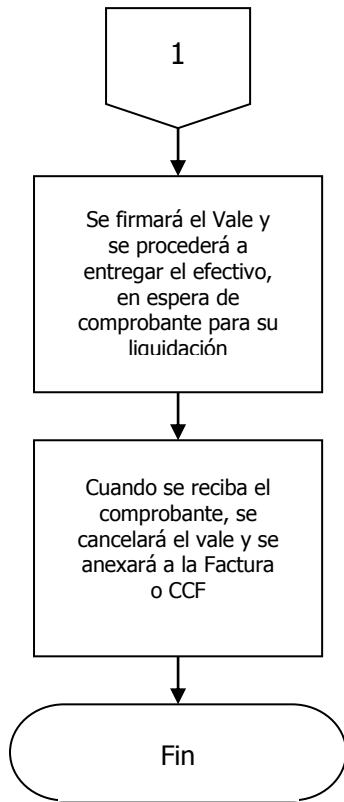 1
Se firmará el Vale y
se procederá a
entregar el efectivo,
en espera de
comprobante para su
liquidación
Cuando se reciba el
comprobante, se
cancelará el vale y se
anexará a la Factura
o CCF
Fin